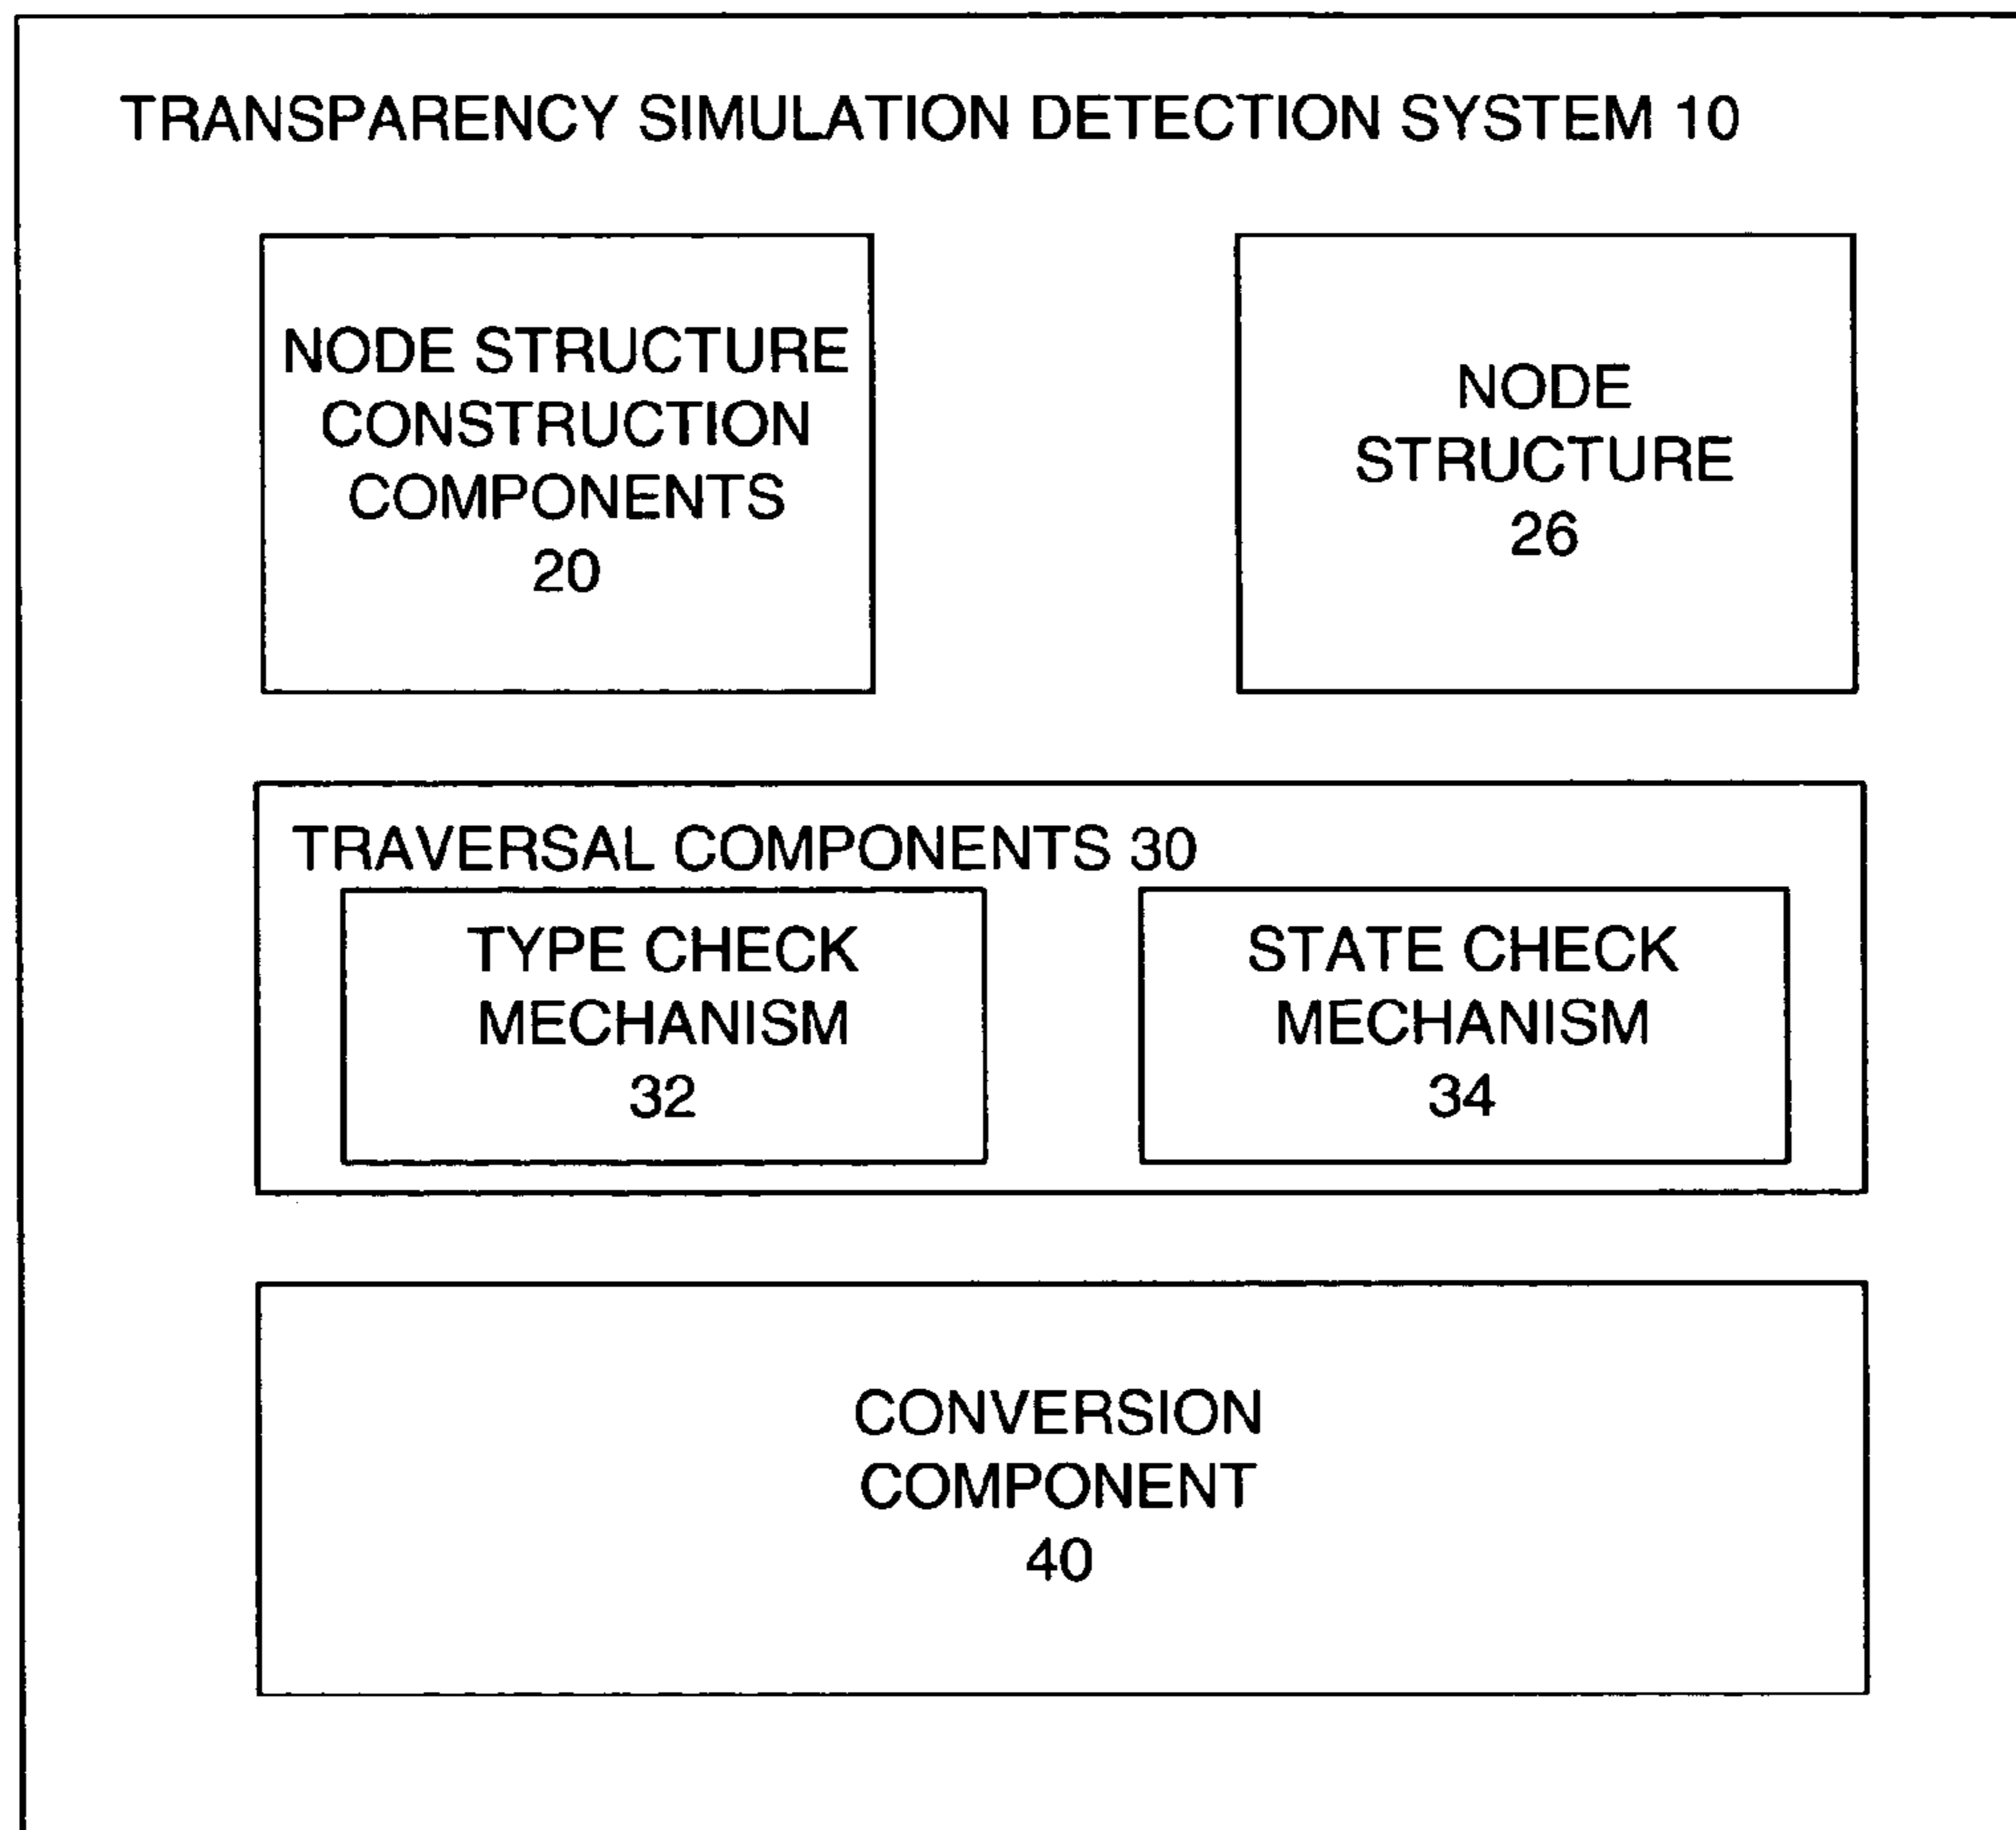 TRANSPARENCY SIMULATION DETECTION SYSTEM 10
NODE STRUCTURE
CONSTRUCTION
COMPONENTS
20
NODE
STRUCTURE
26
TRAVERSAL COMPONENTS 30
TYPE CHECK
MECHANISM
32
STATE CHECK
MECHANISM
34
CONVERSION
COMPONENT
40